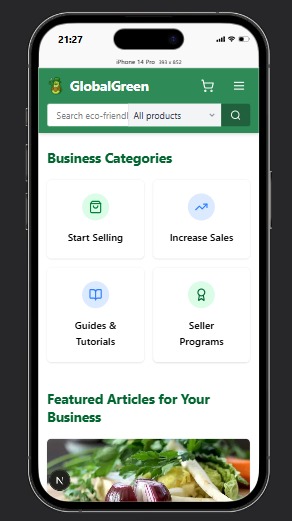 21:27
iPhone 14 Pro 393 x 852
GlobalGreen
Search eco-friendl All products
Business Categories
Start Selling
Increase Sales
Guides &
Tutorials
Seller
Programs
Featured Articles for Your
Business
N